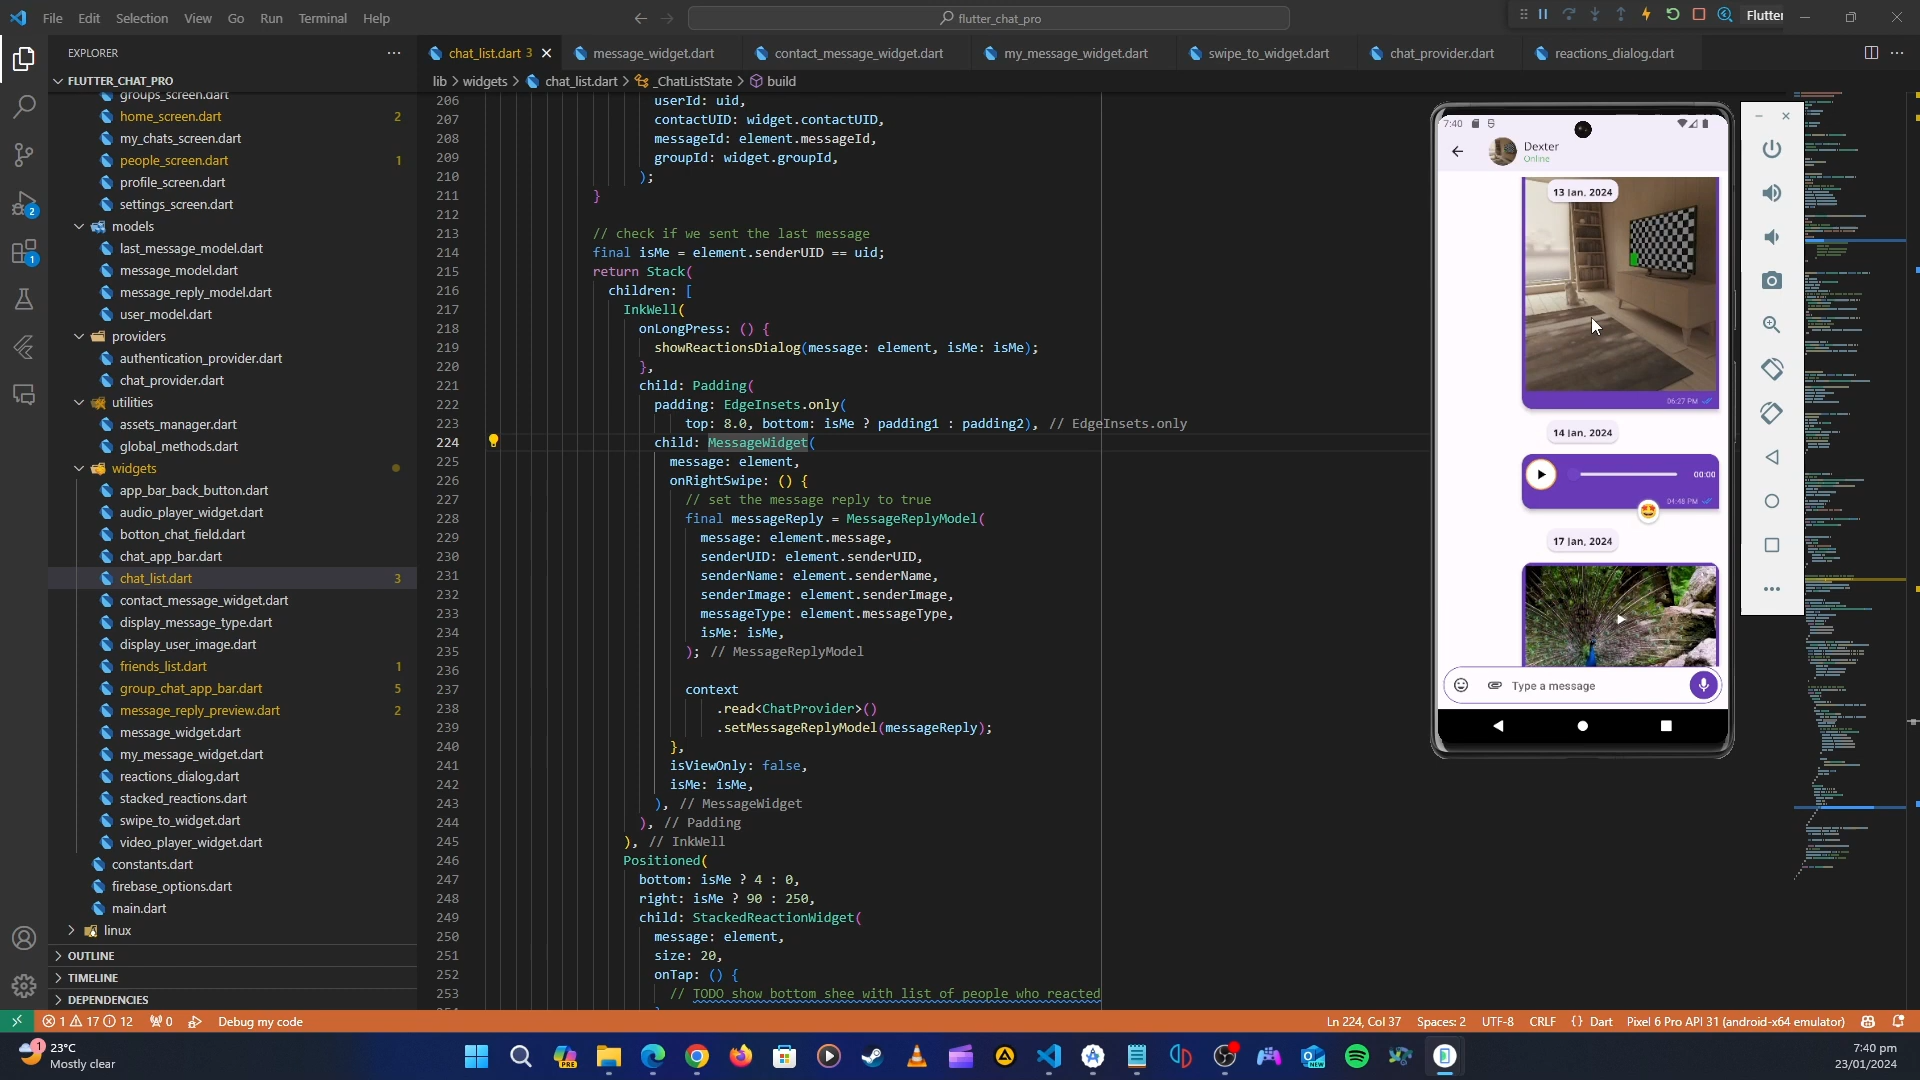 File Edit Selection View Go Run Terminal Help
flutter_chat_pro
Flutter
EXPLORER
FLUTTER_CHAT_PRO
groups_screen.dart
home_screen.dart 2
my_chats_screen.dart
people_screen.dart 1
profile_screen.dart
settings_screen.dart
models
last_message_model.dart
message_model.dart
message_reply_model.dart
user_model.dart
providers
authentication_provider.dart
chat_provider.dart
utilities
assets_manager.dart
global_methods.dart
widgets
app_bar_back_button.dart
audio_player_widget.dart
botton_chat_field.dart
chat_app_bar.dart
chat_list.dart 3
contact_message_widget.dart
display_message_type.dart
display_user_image.dart
friends_list.dart 1
group_chat_app_bar.dart 5
message_reply_preview.dart 2
message_widget.dart
my_message_widget.dart
reactions_dialog.dart
stacked_reactions.dart
swipe_to_widget.dart
video_player_widget.dart
constants.dart
firebase_options.dart
main.dart
linux
OUTLINE
TIMELINE
DEPENDENCIES
2
1
chat_list.dart 3 message_widget.dart contact_message_widget.dart my_message_widget.dart swipe_to_widget.dart chat_provider.dart reactions_dialog.dart
lib > widgets > chat_list.dart > _ChatListState > build
206 userId: uid,
207 contactUID: widget.contactUID,
208 messageId: element.messageId,
209 groupId: widget.groupId,
210 );
211 }
212
213 // check if we sent the last message
214 final isMe = element.senderUID == uid;
215 return Stack(
216 children: [
217 InkWell(
218 onLongPress: () {
219 showReactionsDialog(message: element, isMe: isMe);
220 },
221 child: Padding(
222 padding: EdgeInsets.only(
223 top: 8.0, bottom: isMe ? padding1 : padding2), // EdgeInsets.only
224 child: MessageWidget(
225 message: element,
226 onRightSwipe: () {
227 // set the message reply to true
228 final messageReply = MessageReplyModel(
229 message: element.message,
230 senderUID: element.senderUID,
231 senderName: element.senderName,
232 senderImage: element.senderImage,
233 messageType: element.messageType,
234 isMe: isMe,
235 ); // MessageReplyModel
236
237 context
238 .read<ChatProvider>()
239 .setMessageReplyModel(messageReply);
240 },
241 isViewOnly: false,
242 isMe: isMe,
243 ), // MessageWidget
244 ), // Padding
245 ), // InkWell
246 Positioned(
247 bottom: isMe ? 4 : 0,
248 right: isMe ? 90 : 250,
249 child: StackedReactionWidget(
250 message: element,
251 size: 20,
252 onTap: () {
253 // TODO show bottom shee with list of people who reacted
7:40
Dexter
Online
13 Jan, 2024
06:27 PM
14 Jan, 2024
00:00
04:48 PM
17 Jan, 2024
Type a message
1 17 12 0 Debug my code
Ln 224, Col 37 Spaces: 2 UTF-8 CRLF {} Dart Pixel 6 Pro API 31 (android-x64 emulator)
1
23°C
Mostly clear
PRE
NEW
7:40 pm
23/01/2024